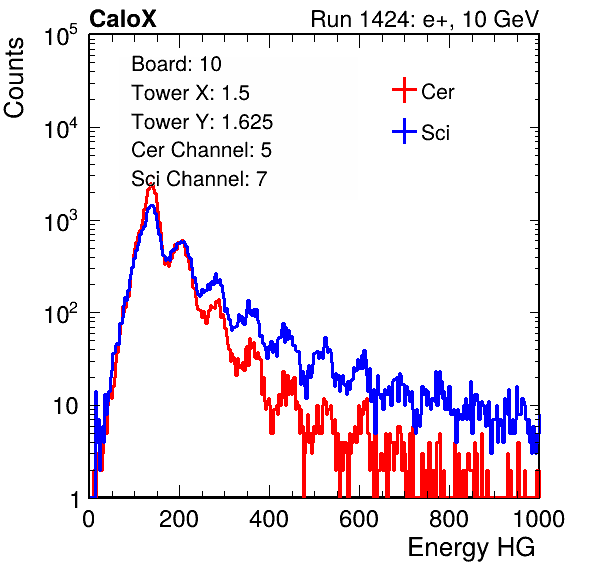 CaloX
Run 1424: e+, 10 GeV
Counts
10^5
10^4
10^3
10^2
10
1
Board: 10
Tower X: 1.5
Tower Y: 1.625
Cer Channel: 5
Sci Channel: 7
Cer
Sci
0 200 400 600 800 1000
Energy HG